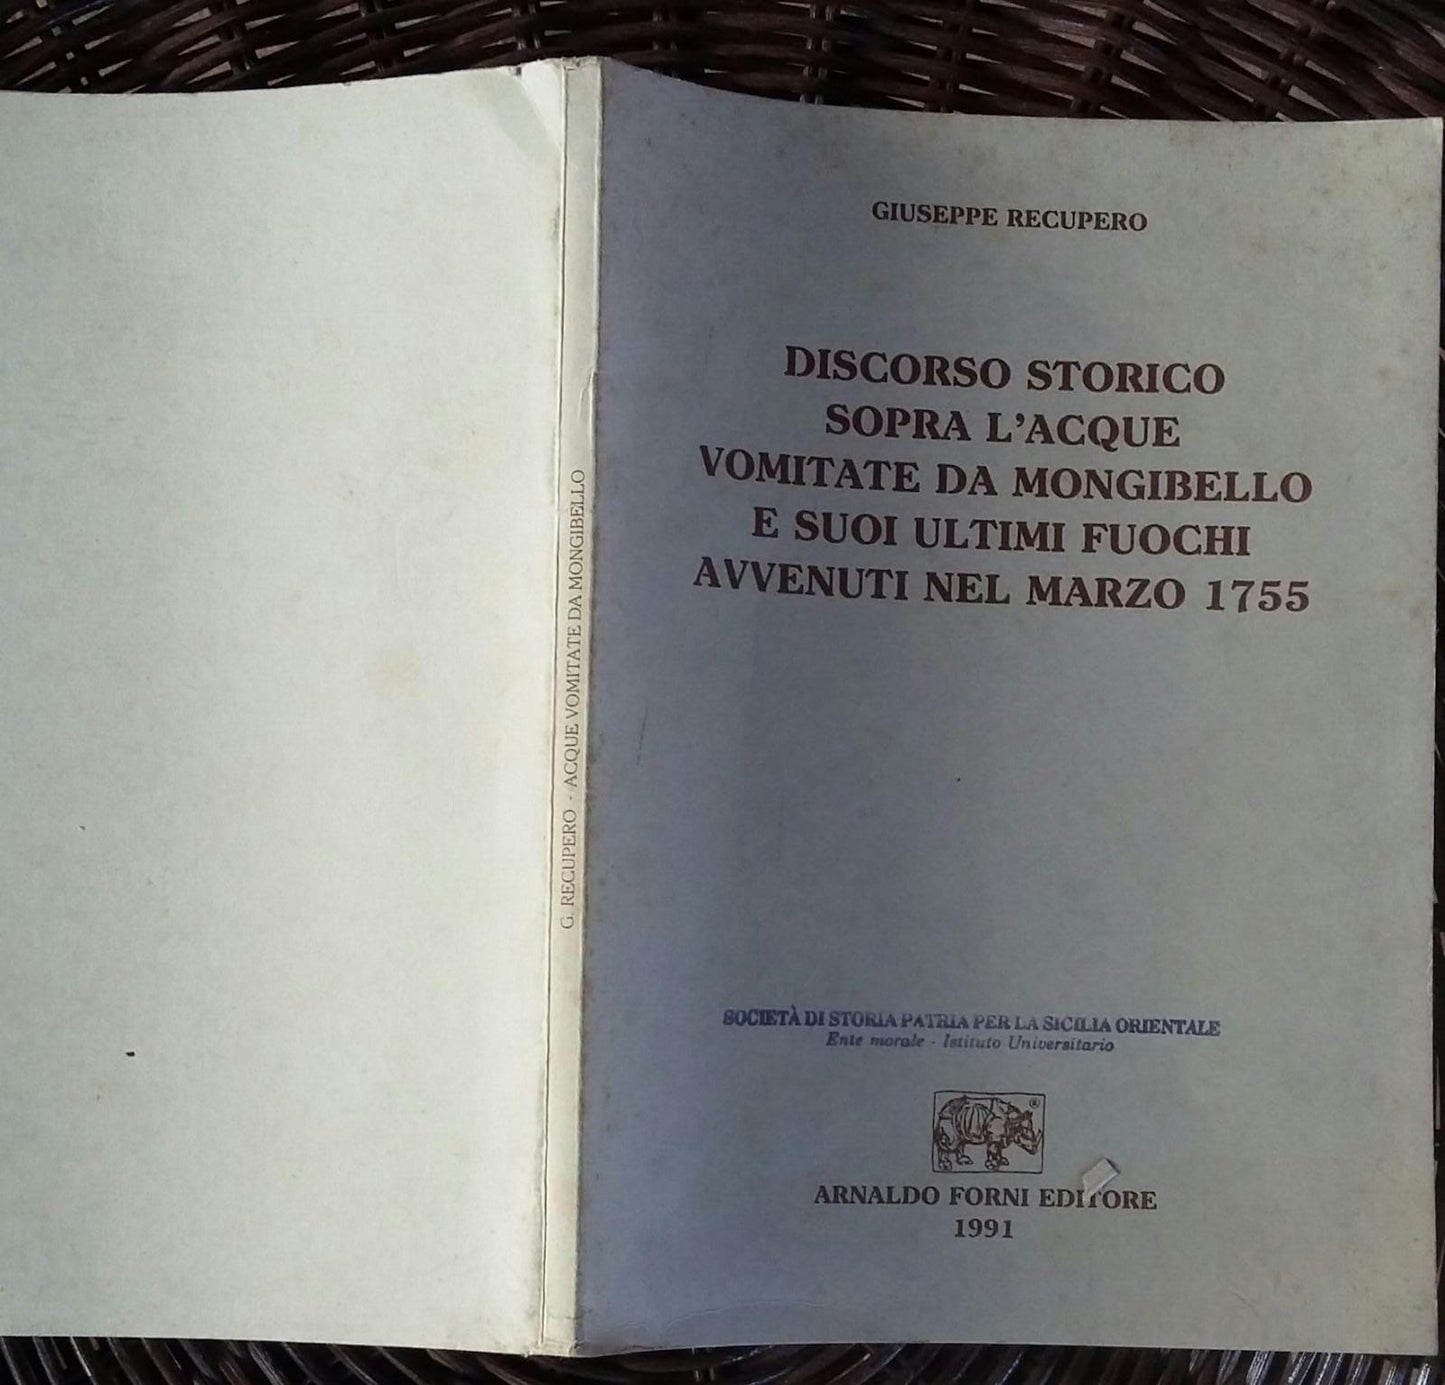 G. RECUPERO - ACQUE VOMITATE DA MONGIBELLO
GIUSEPPE RECUPERO
DISCORSO STORICO
SOPRA L'ACQUE
VOMITATE DA MONGIBELLO
E SUOI ULTIMI FUOCHI
AVVENUTI NEL MARZO 1755
SOCIETÀ DI STORIA PATRIA PER LA SICILIA ORIENTALE
Ente morale - Istituto Universitario
®
ARNALDO FORNI EDITORE
1991